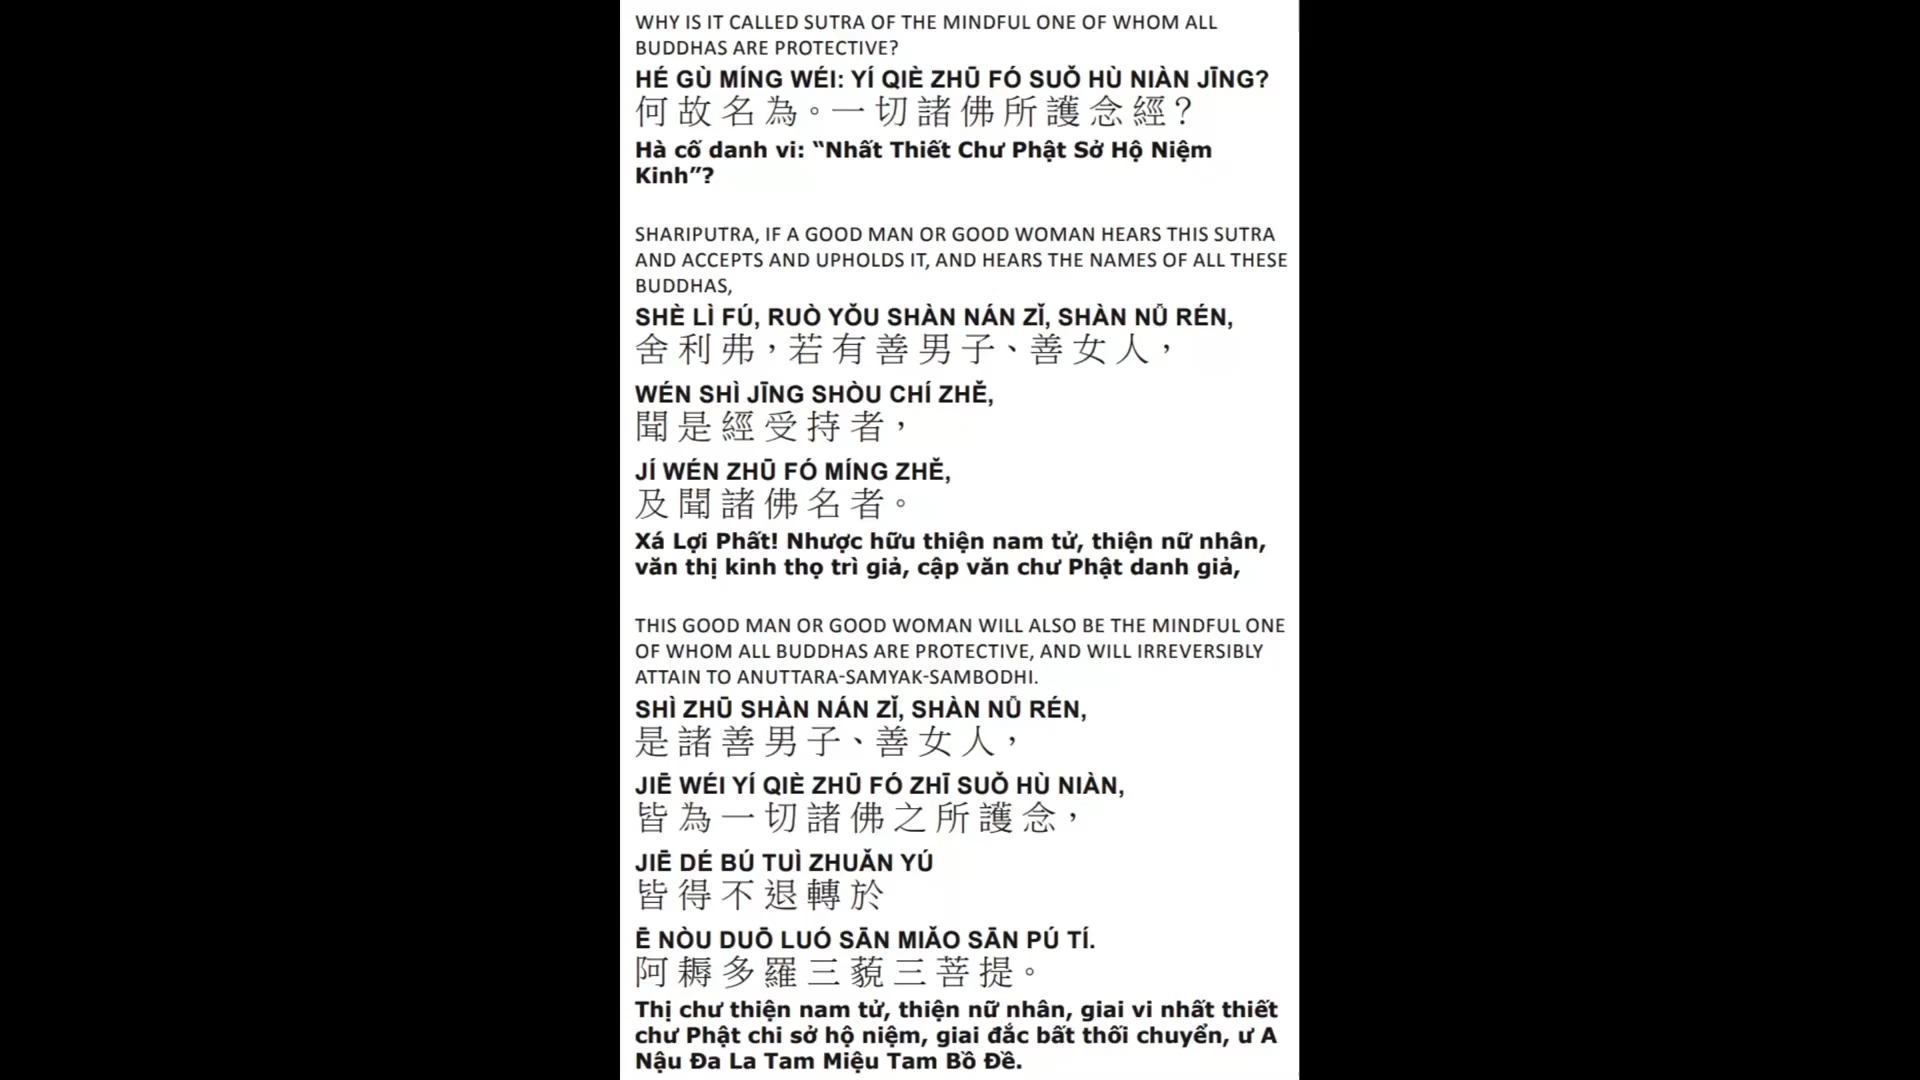 WHY IS IT CALLED SUTRA OF THE MINDFUL ONE OF WHOM ALL
BUDDHAS ARE PROTECTIVE?
HÉ GÙ MÍNG WÉI: YÍ QIÈ ZHŪ FÓ SUǑ HÙ NIÀN JĪNG?
何故名為。一切諸佛所護念經?
Hà cố danh vi: “Nhất Thiết Chư Phật Sở Hộ Niệm
Kinh”?
SHARIPUTRA, IF A GOOD MAN OR GOOD WOMAN HEARS THIS SUTRA
AND ACCEPTS AND UPHOLDS IT, AND HEARS THE NAMES OF ALL THESE
BUDDHAS,
SHÈ LÌ FÚ, RUÒ YǑU SHÀN NÁN ZǏ, SHÀN NǙ RÉN,
舍利弗,若有善男子、善女人,
WÉN SHÌ JĪNG SHÒU CHÍ ZHĚ,
聞是經受持者,
JÍ WÉN ZHŪ FÓ MÍNG ZHĚ,
及聞諸佛名者。
Xá Lợi Phất! Nhược hữu thiện nam tử, thiện nữ nhân,
văn thị kinh thọ trì giả, cập văn chư Phật danh giả,
THIS GOOD MAN OR GOOD WOMAN WILL ALSO BE THE MINDFUL ONE
OF WHOM ALL BUDDHAS ARE PROTECTIVE, AND WILL IRREVERSIBLY
ATTAIN TO ANUTTARA-SAMYAK-SAMBODHI.
SHÌ ZHŪ SHÀN NÁN ZǏ, SHÀN NǙ RÉN,
是諸善男子、善女人,
JIĒ WÉI YÍ QIÈ ZHŪ FÓ ZHĪ SUǑ HÙ NIÀN,
皆為一切諸佛之所護念,
JIĒ DÉ BÚ TUÌ ZHUǍN YÚ
皆得不退轉於
Ē NÒU DUŌ LUÓ SĀN MIǍO SĀN PÚ TÍ.
阿耨多羅三藐三菩提。
Thị chư thiện nam tử, thiện nữ nhân, giai vi nhất thiết
chư Phật chi sở hộ niệm, giai đắc bất thối chuyển, ư A
Nậu Đa La Tam Miệu Tam Bồ Đề.